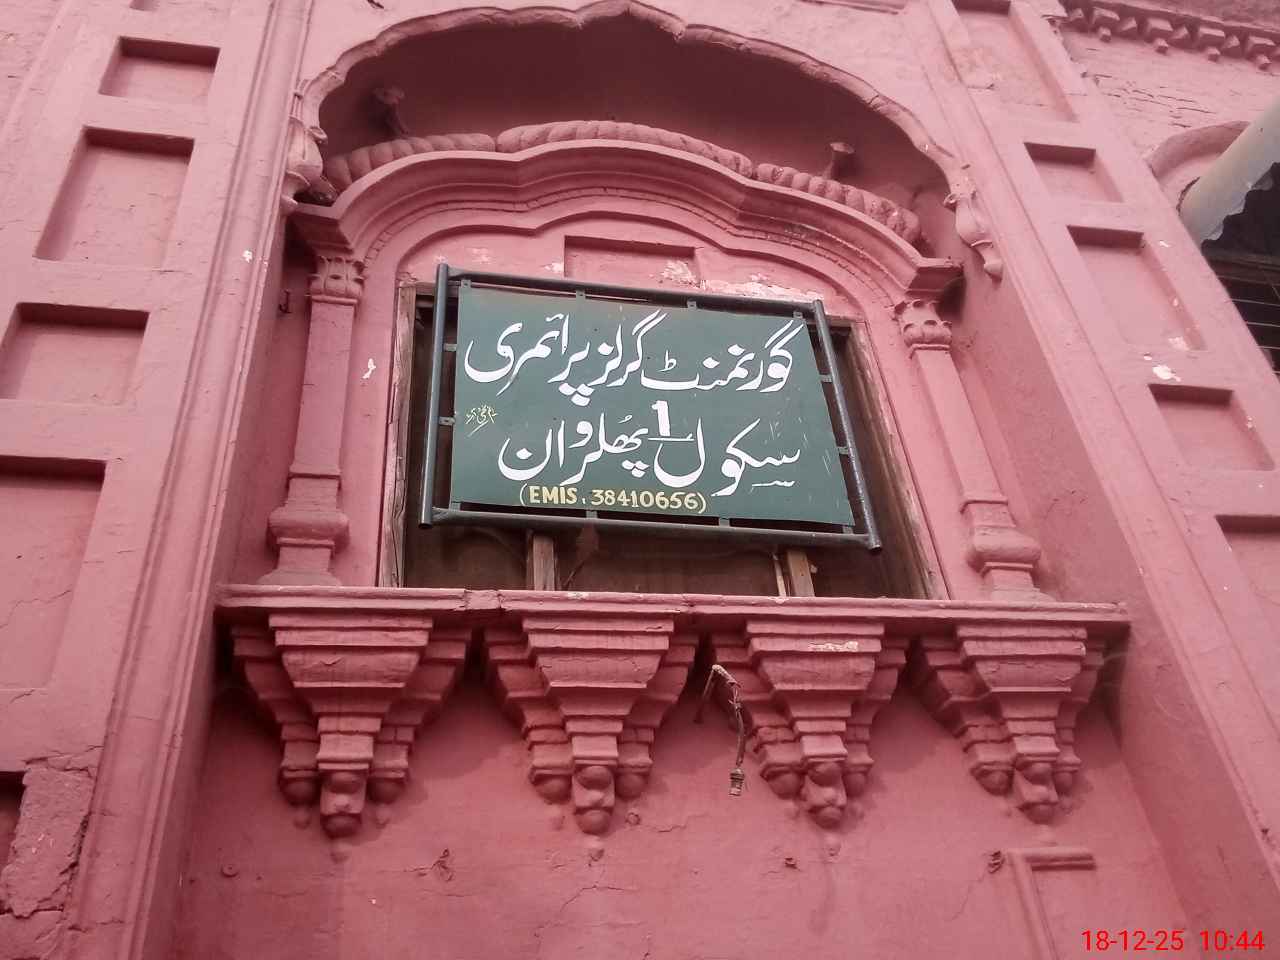 گورنمنٹ گرلز پرائمری
سکول 1 پھلروان
(EMIS . 38410656)
18-12-25 10:44